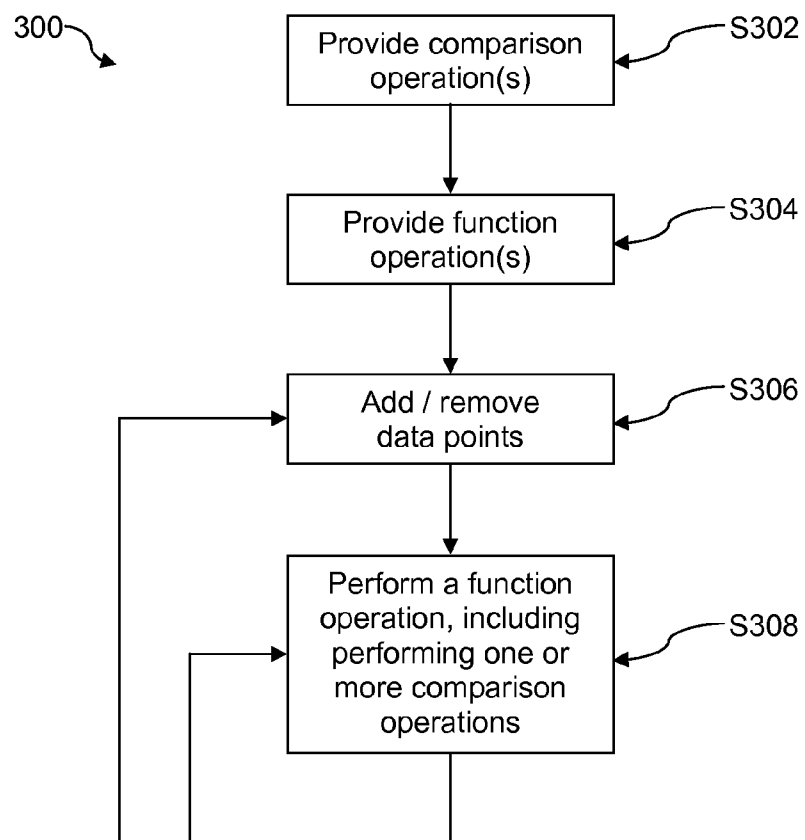 300
Provide comparison
operation(s)
S302
Provide function
operation(s)
S304
Add / remove
data points
S306
Perform a function
operation, including
performing one or
more comparison
operations
S308